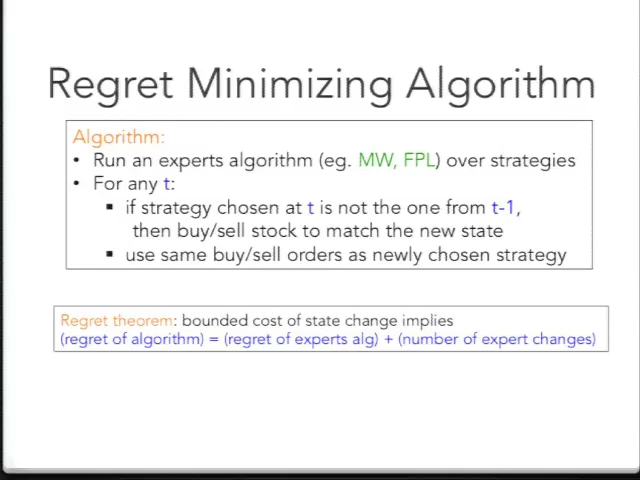 Regret Minimizing Algorithm
Algorithm:
• Run an experts algorithm (eg. MW, FPL) over strategies
• For any t:
▪ if strategy chosen at t is not the one from t-1,
then buy/sell stock to match the new state
▪ use same buy/sell orders as newly chosen strategy
Regret theorem: bounded cost of state change implies
(regret of algorithm) = (regret of experts alg) + (number of expert changes)